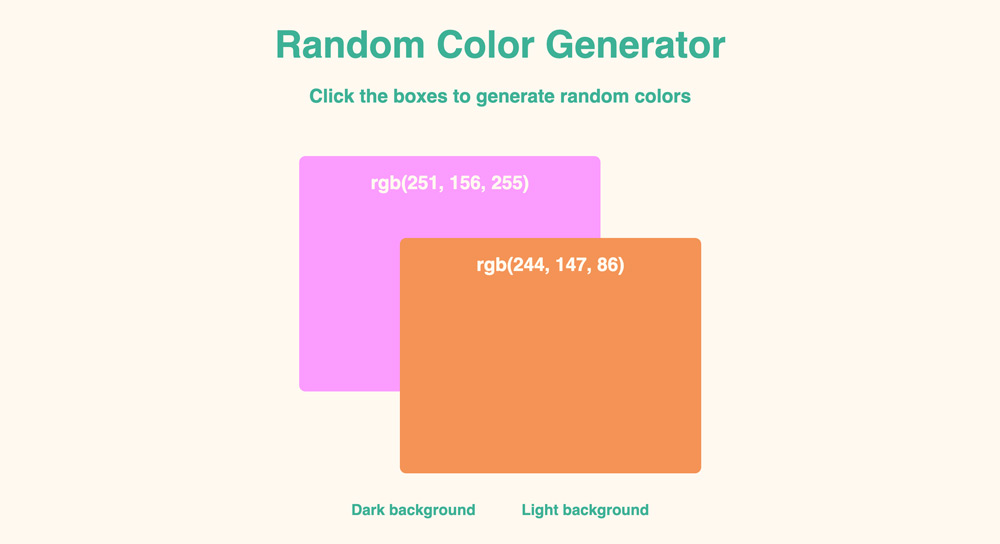 Random Color Generator
Click the boxes to generate random colors
rgb(251, 156, 255)
rgb(244, 147, 86)
Dark background
Light background